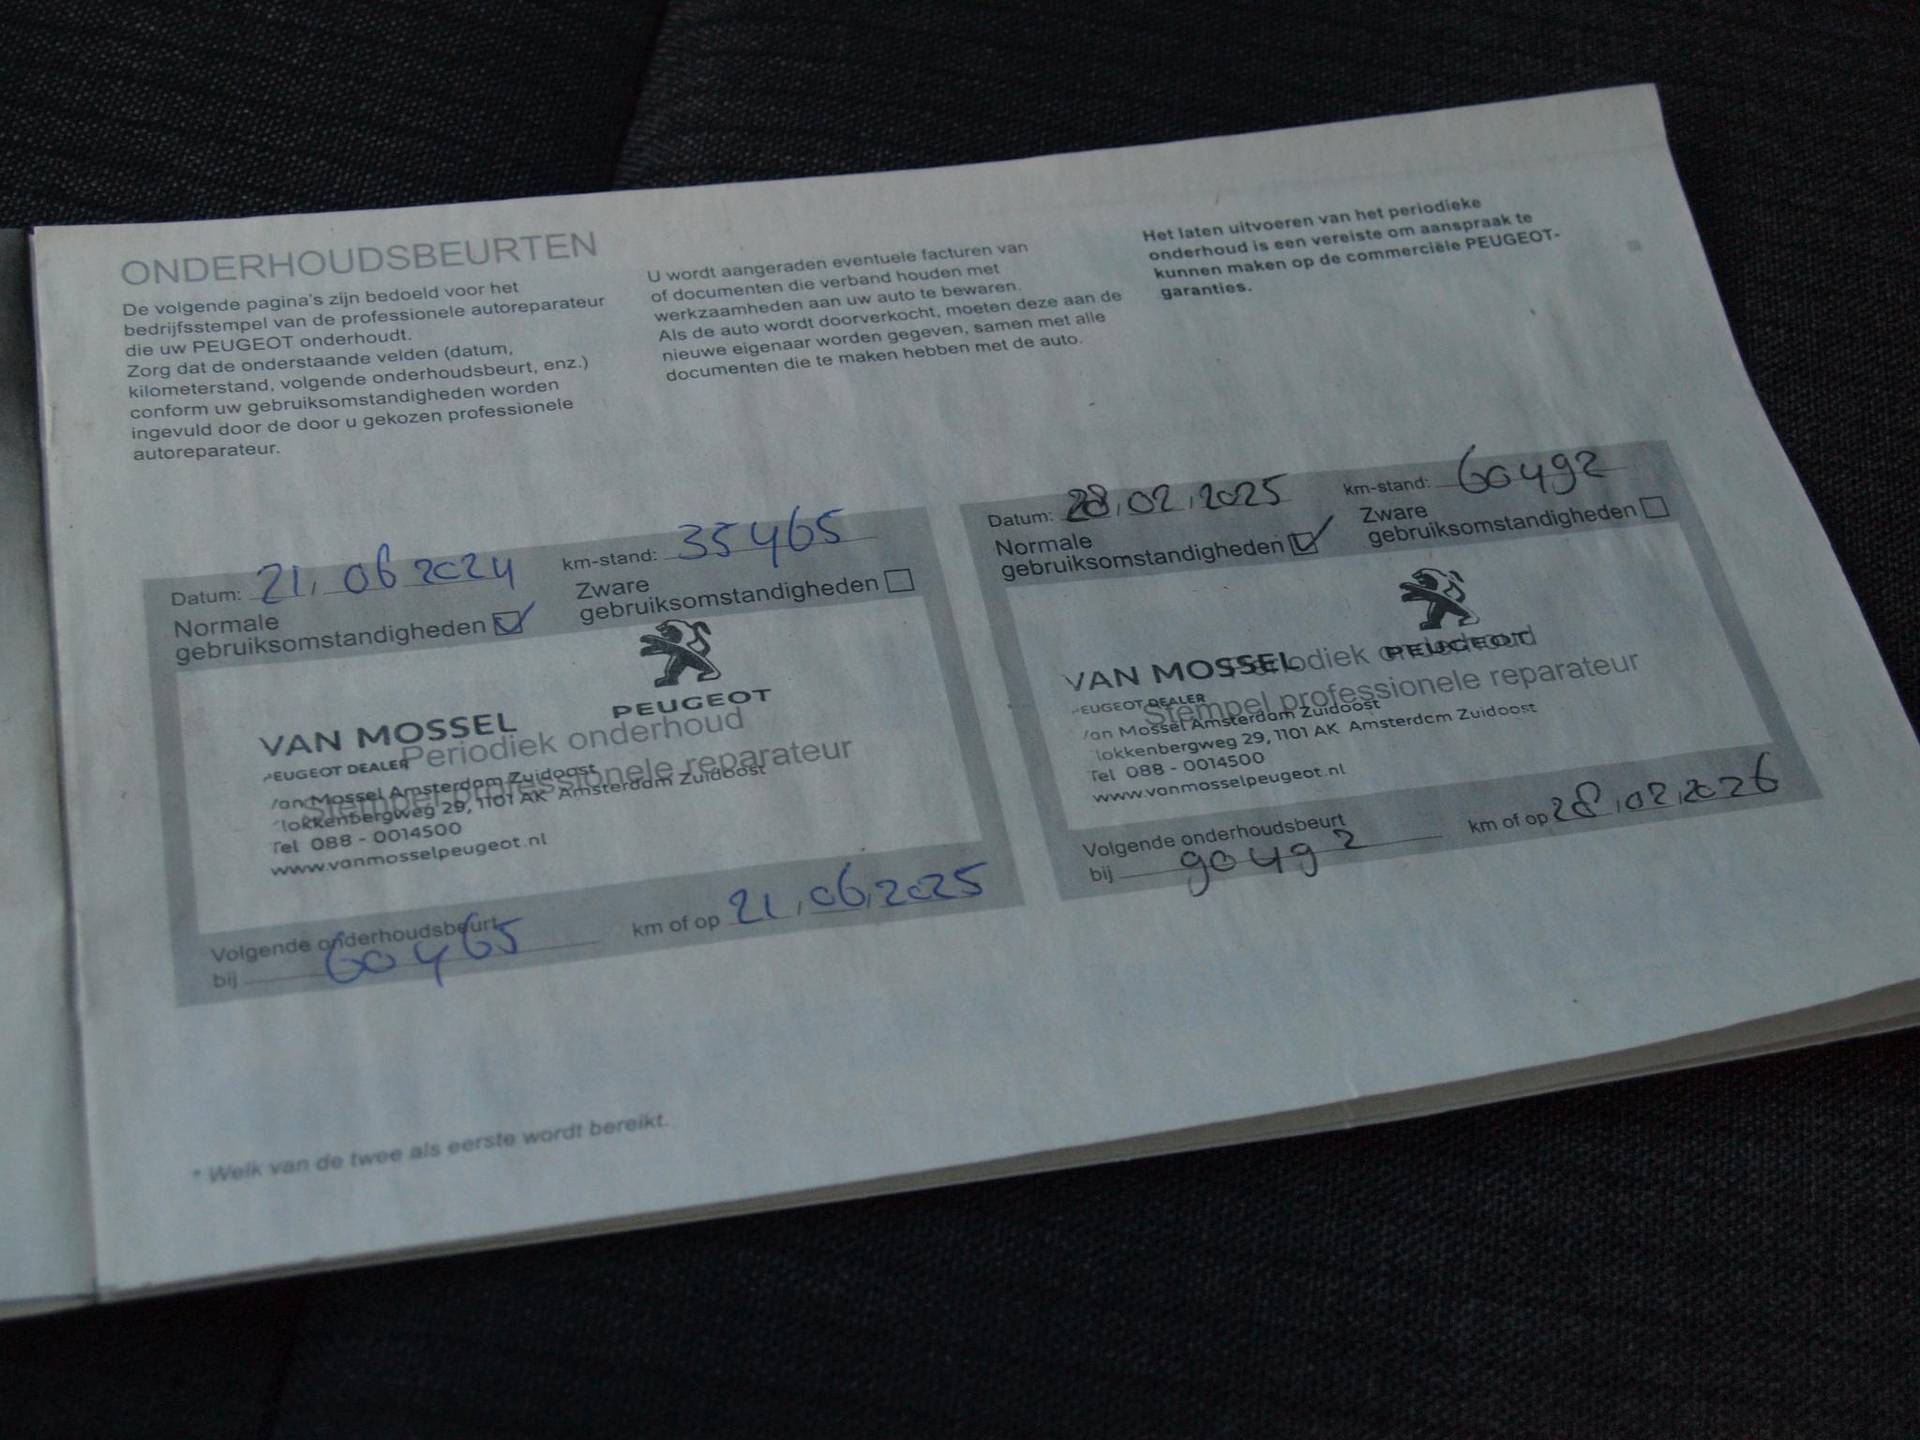 ONDERHOUDSBEURTEN
De volgende pagina's zijn bedoeld voor het
bedrijfsstempel van de professionele autoreparateur
die uw PEUGEOT onderhoudt.
Zorg dat de onderstaande velden (datum,
kilometerstand, volgende onderhoudsbeurt, enz.)
conform uw gebruiksomstandigheden worden
ingevuld door de door u gekozen professionele
autoreparateur.
U wordt aangeraden eventuele facturen van
of documenten die verband houden met
werkzaamheden aan uw auto te bewaren.
Als de auto wordt doorverkocht, moeten deze aan de
nieuwe eigenaar worden gegeven, samen met alle
documenten die te maken hebben met de auto.
Het laten uitvoeren van het periodieke
onderhoud is een vereiste om aanspraak te
kunnen maken op de commerciële PEUGEOT-
garanties.
Datum: 21, 06 2024 km-stand: 35465
Normale
gebruiksomstandigheden
Zware
gebruiksomstandigheden
PEUGEOT
VAN MOSSEL
Periodiek onderhoud
PEUGEOT DEALER
Stempel professionele reparateur
Van Mossel Amsterdam Zuidoost
Klokkenbergweg 29, 1101 AK Amsterdam Zuidoost
Tel 088 - 0014500
www.vanmosselpeugeot.nl
Volgende onderhoudsbeurt
bij 60465 km of op 21,06,2025
Datum: 28,02,2025 km-stand: 60492
Normale
gebruiksomstandigheden
Zware
gebruiksomstandigheden
PEUGEOT
VAN MOSSEL
Periodiek onderhoud
PEUGEOT DEALER
Stempel professionele reparateur
Van Mossel Amsterdam Zuidoost
Klokkenbergweg 29, 1101 AK Amsterdam Zuidoost
Tel 088 - 0014500
www.vanmosselpeugeot.nl
Volgende onderhoudsbeurt
bij 90492 km of op 28,02,2026
* Welk van de twee als eerste wordt bereikt.